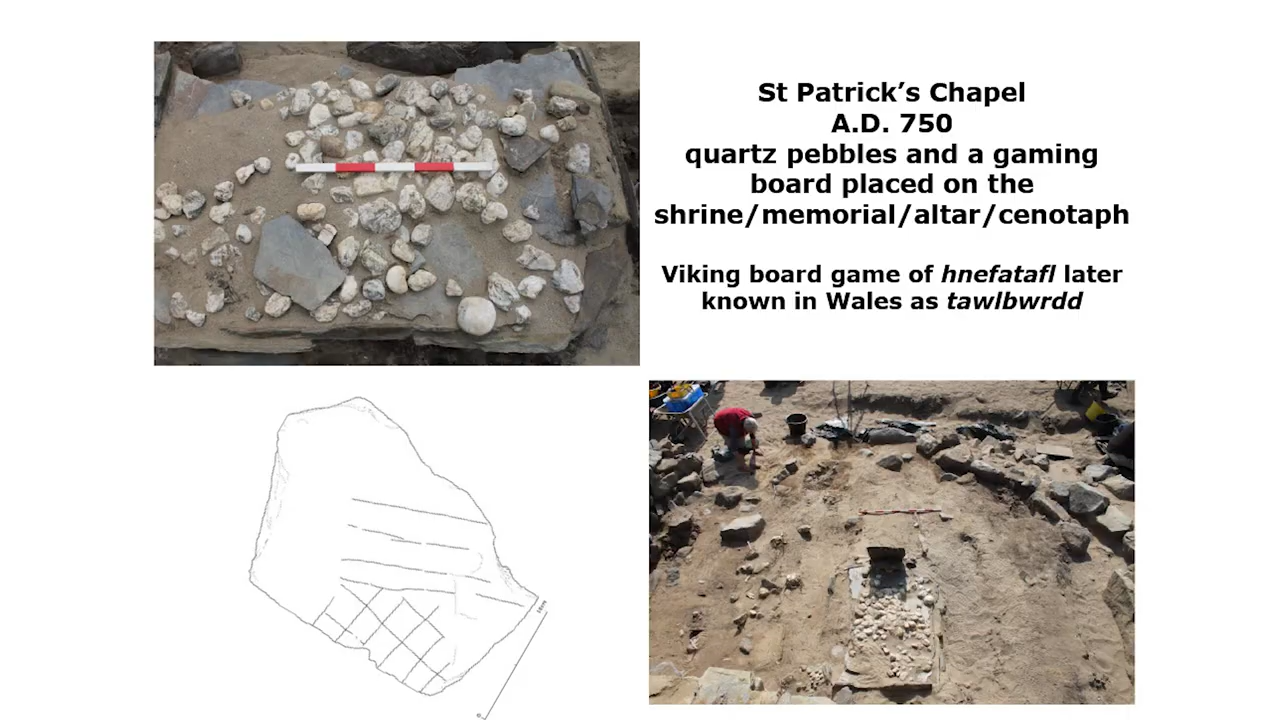 St Patrick’s Chapel
A.D. 750
quartz pebbles and a gaming
board placed on the
shrine/memorial/altar/cenotaph
Viking board game of hnefatafl later
known in Wales as tawlbwrdd